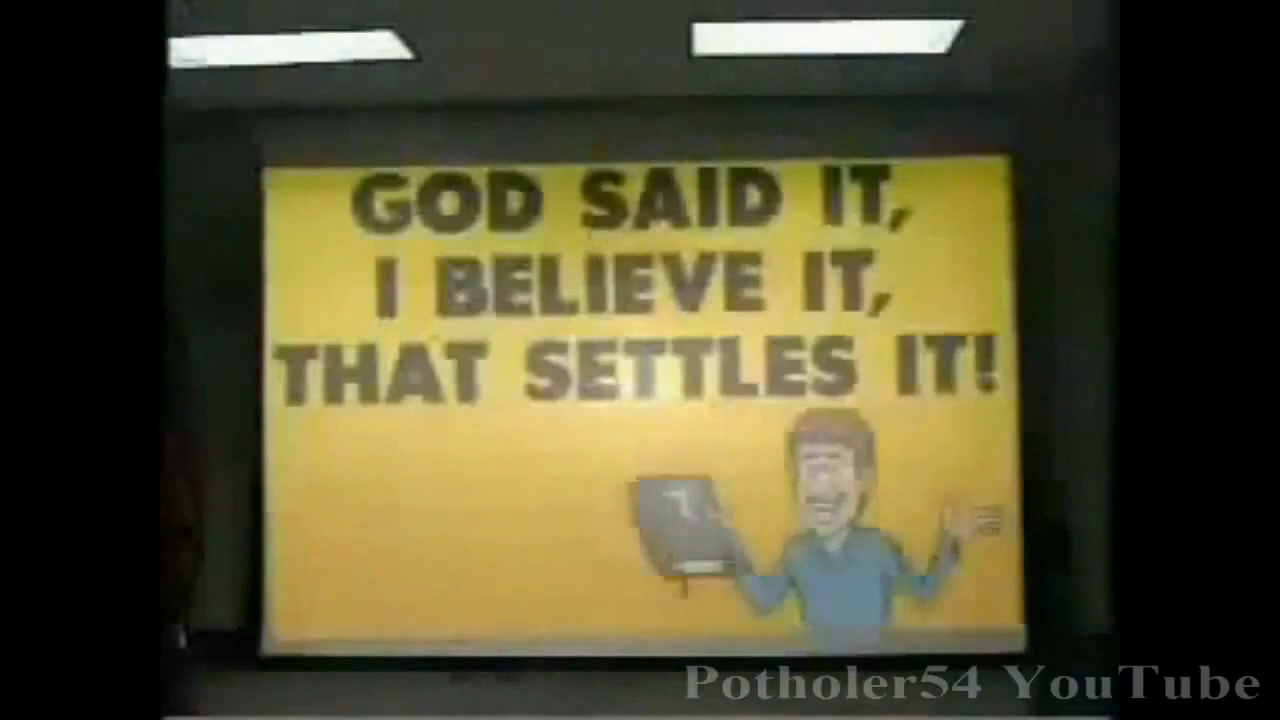 GOD SAID IT,
I BELIEVE IT,
THAT SETTLES IT!
Potholer54 YouTube